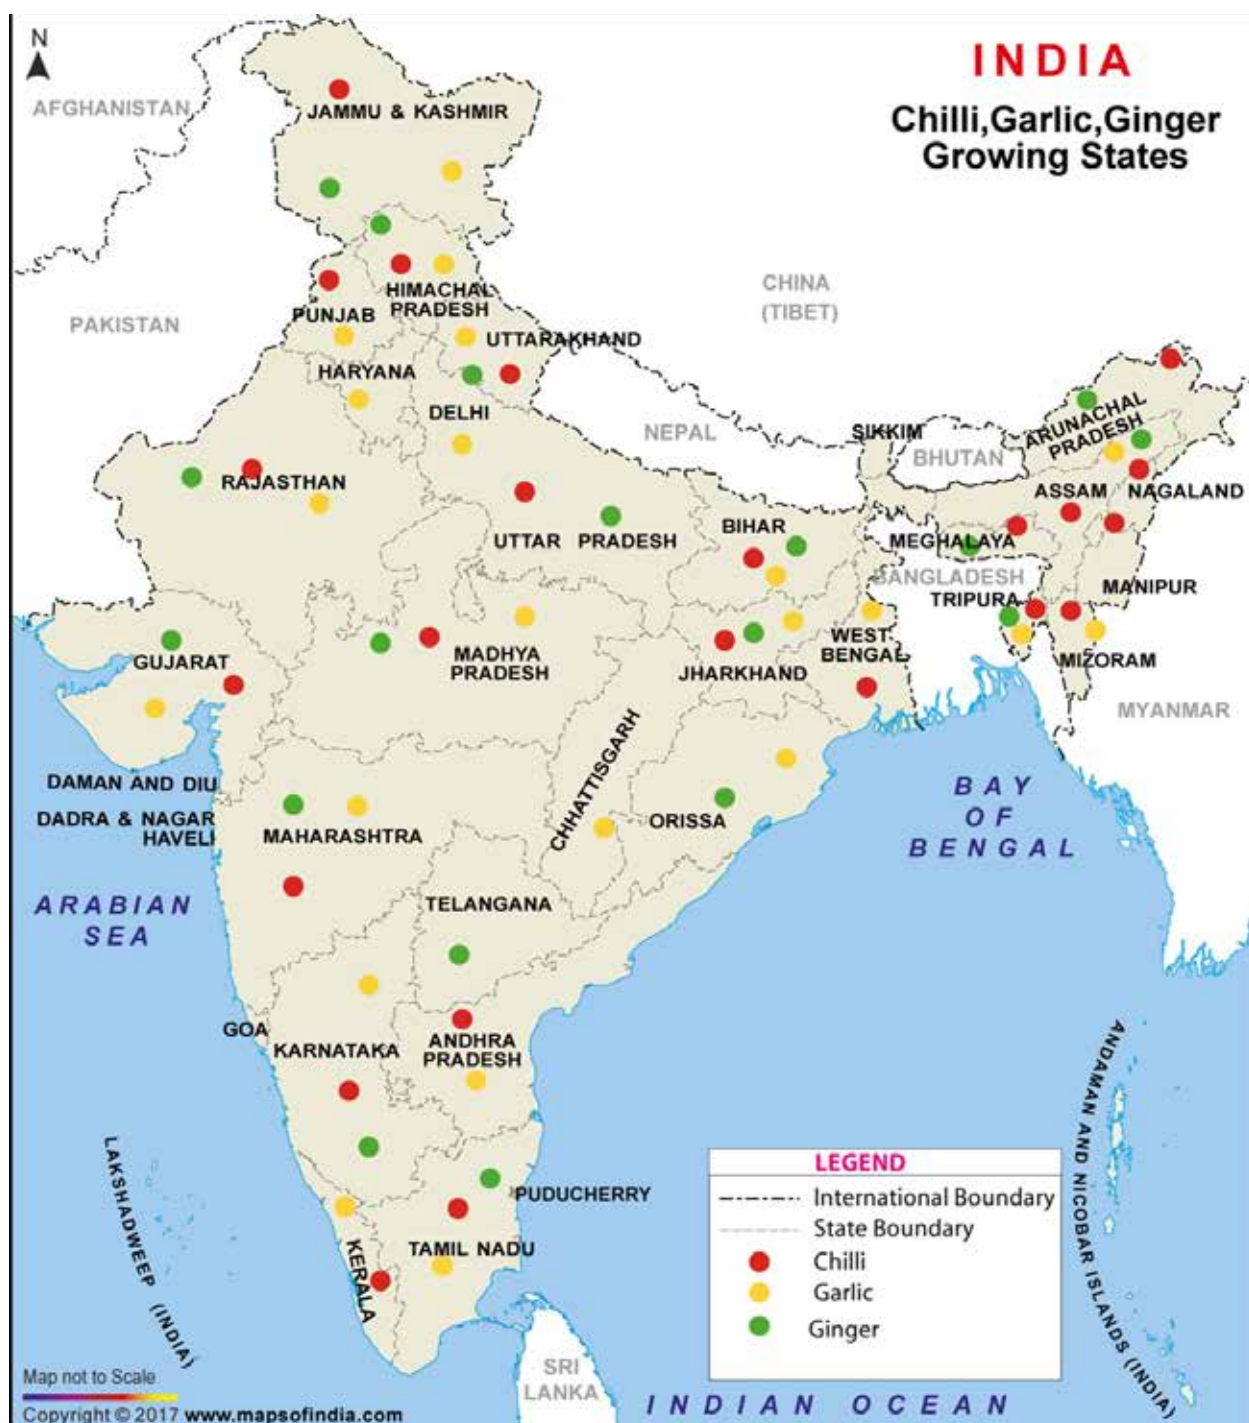 N
INDIA
Chilli,Garlic,Ginger
Growing States
AFGHANISTAN
JAMMU & KASHMIR
CHINA
(TIBET)
PAKISTAN
HIMACHAL
PRADESH
PUNJAB
UTTARAKHAND
HARYANA
DELHI
NEPAL
SIKKIM
BHUTAN
ARUNACHAL
PRADESH
RAJASTHAN
ASSAM
NAGALAND
UTTAR PRADESH
BIHAR
MEGHALAYA
BANGLADESH
MANIPUR
TRIPURA
GUJARAT
MADHYA
PRADESH
JHARKHAND
WEST
BENGAL
MIZORAM
MYANMAR
CHHATTISGARH
DAMAN AND DIU
DADRA & NAGAR
HAVELI
MAHARASHTRA
ORISSA
BAY
OF
BENGAL
ARABIAN
SEA
TELANGANA
GOA
KARNATAKA
ANDHRA
PRADESH
ANDAMAN AND NICOBAR ISLANDS (INDIA)
LAKSHADWEEP (INDIA)
PUDUCHERRY
KERALA
TAMIL NADU
LEGEND
International Boundary
State Boundary
Chilli
Garlic
Ginger
SRI
LANKA
Map not to Scale
INDIAN OCEAN
Copyright © 2017 www.mapsofindia.com